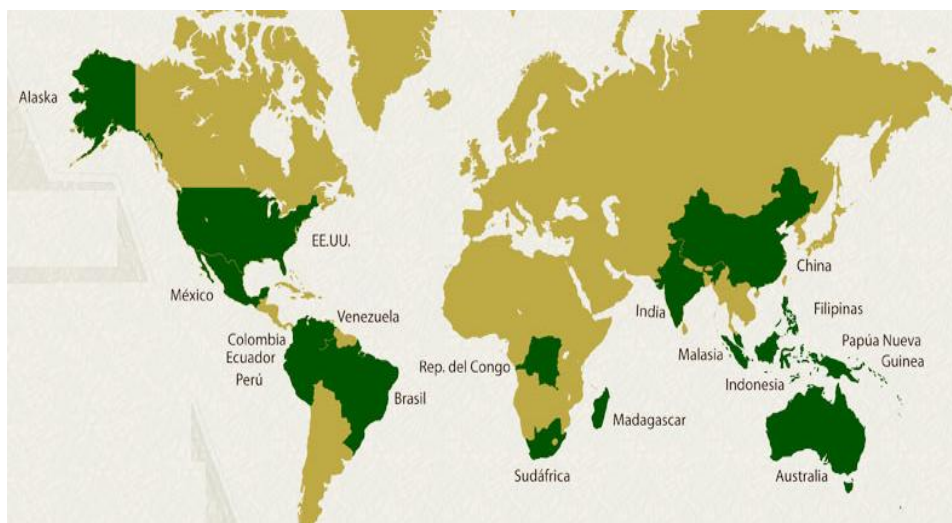 Alaska
EE.UU.
México
Venezuela
Colombia
Ecuador
Perú
Brasil
Rep. del Congo
Madagascar
Sudáfrica
India
China
Filipinas
Malasia
Papúa Nueva
Guinea
Indonesia
Australia